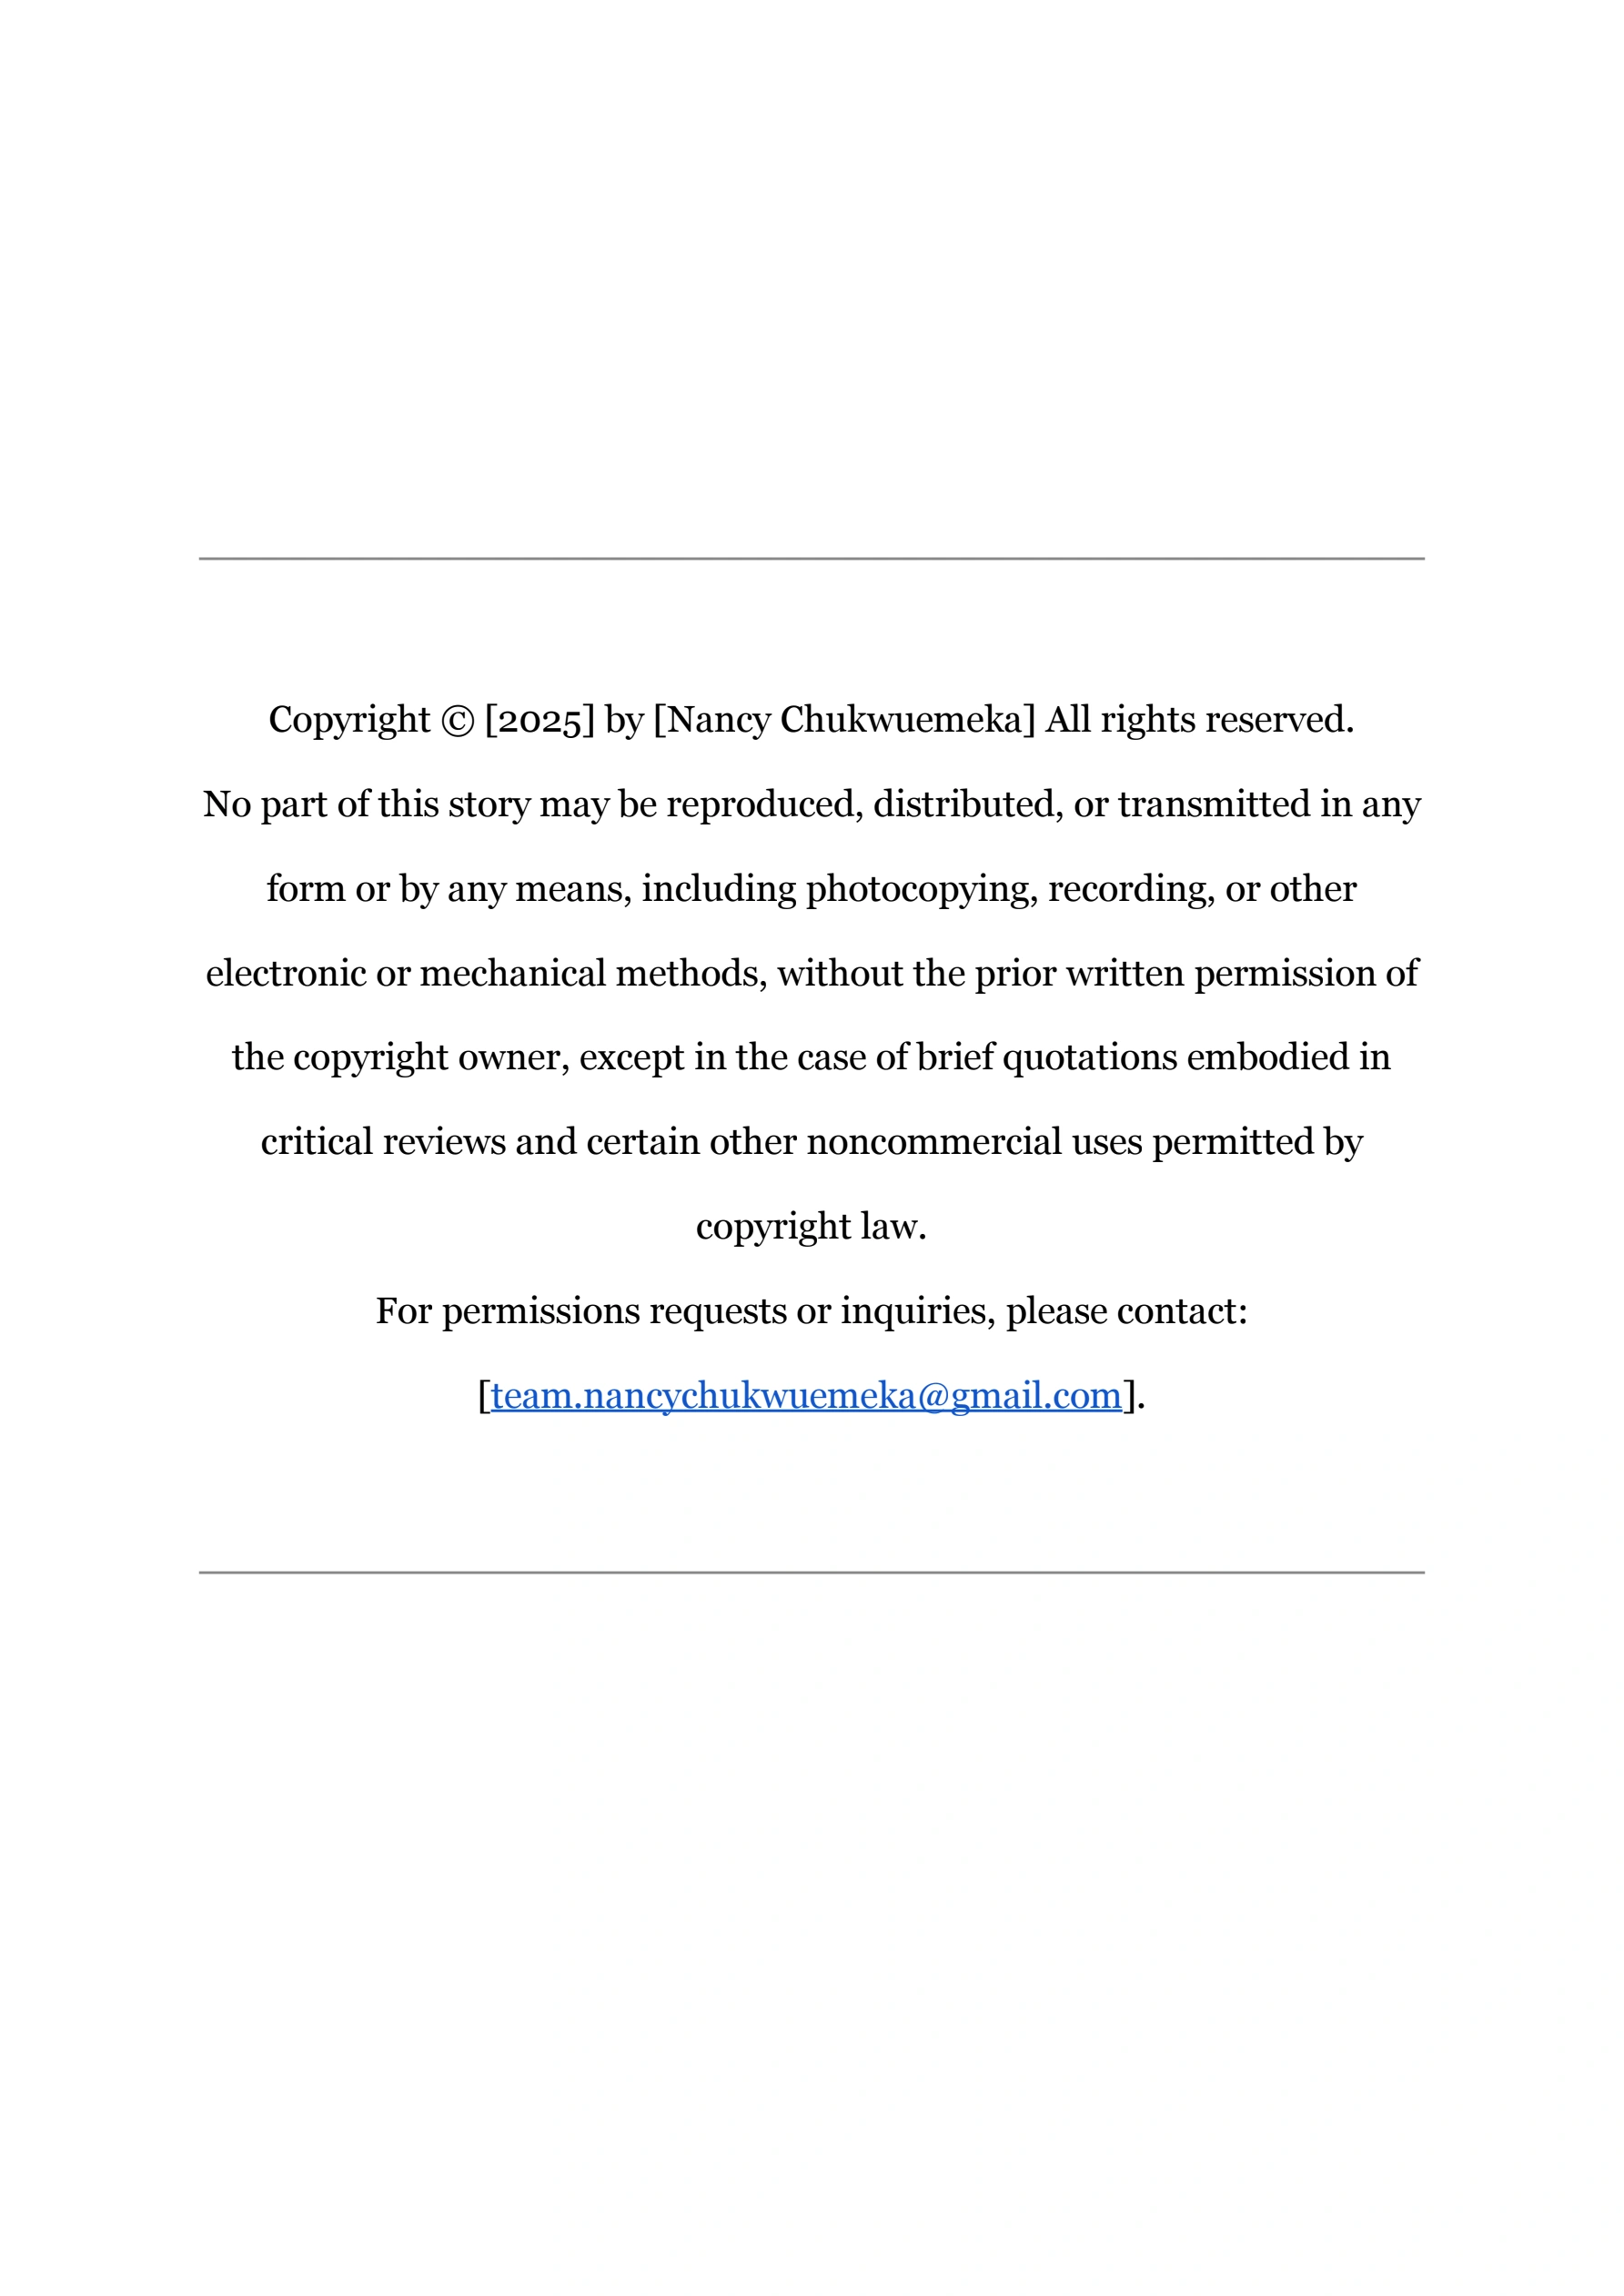 Copyright © [2025] by [Nancy Chukwuemeka] All rights reserved.
No part of this story may be reproduced, distributed, or transmitted in any
form or by any means, including photocopying, recording, or other
electronic or mechanical methods, without the prior written permission of
the copyright owner, except in the case of brief quotations embodied in
critical reviews and certain other noncommercial uses permitted by
copyright law.
For permissions requests or inquiries, please contact:
[team.nancychukwuemeka@gmail.com].